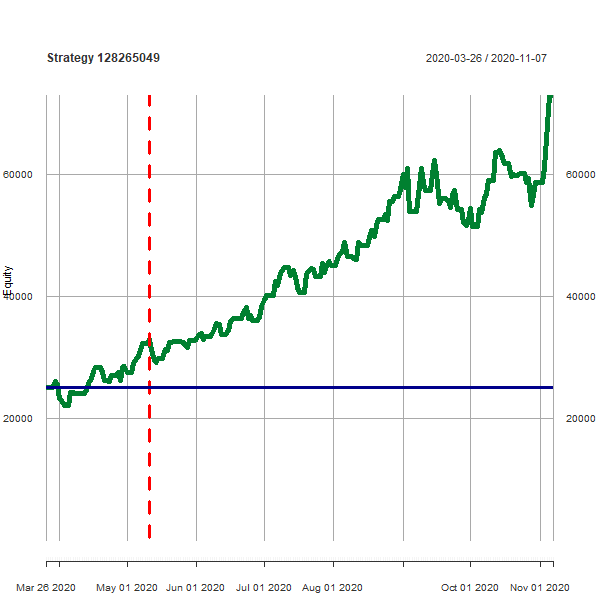 Strategy 128265049
2020-03-26 / 2020-11-07
60000
60000
Equity
40000
40000
20000
20000
Mar 26 2020
May 01 2020
Jun 01 2020
Jul 01 2020
Aug 01 2020
Oct 01 2020
Nov 01 2020